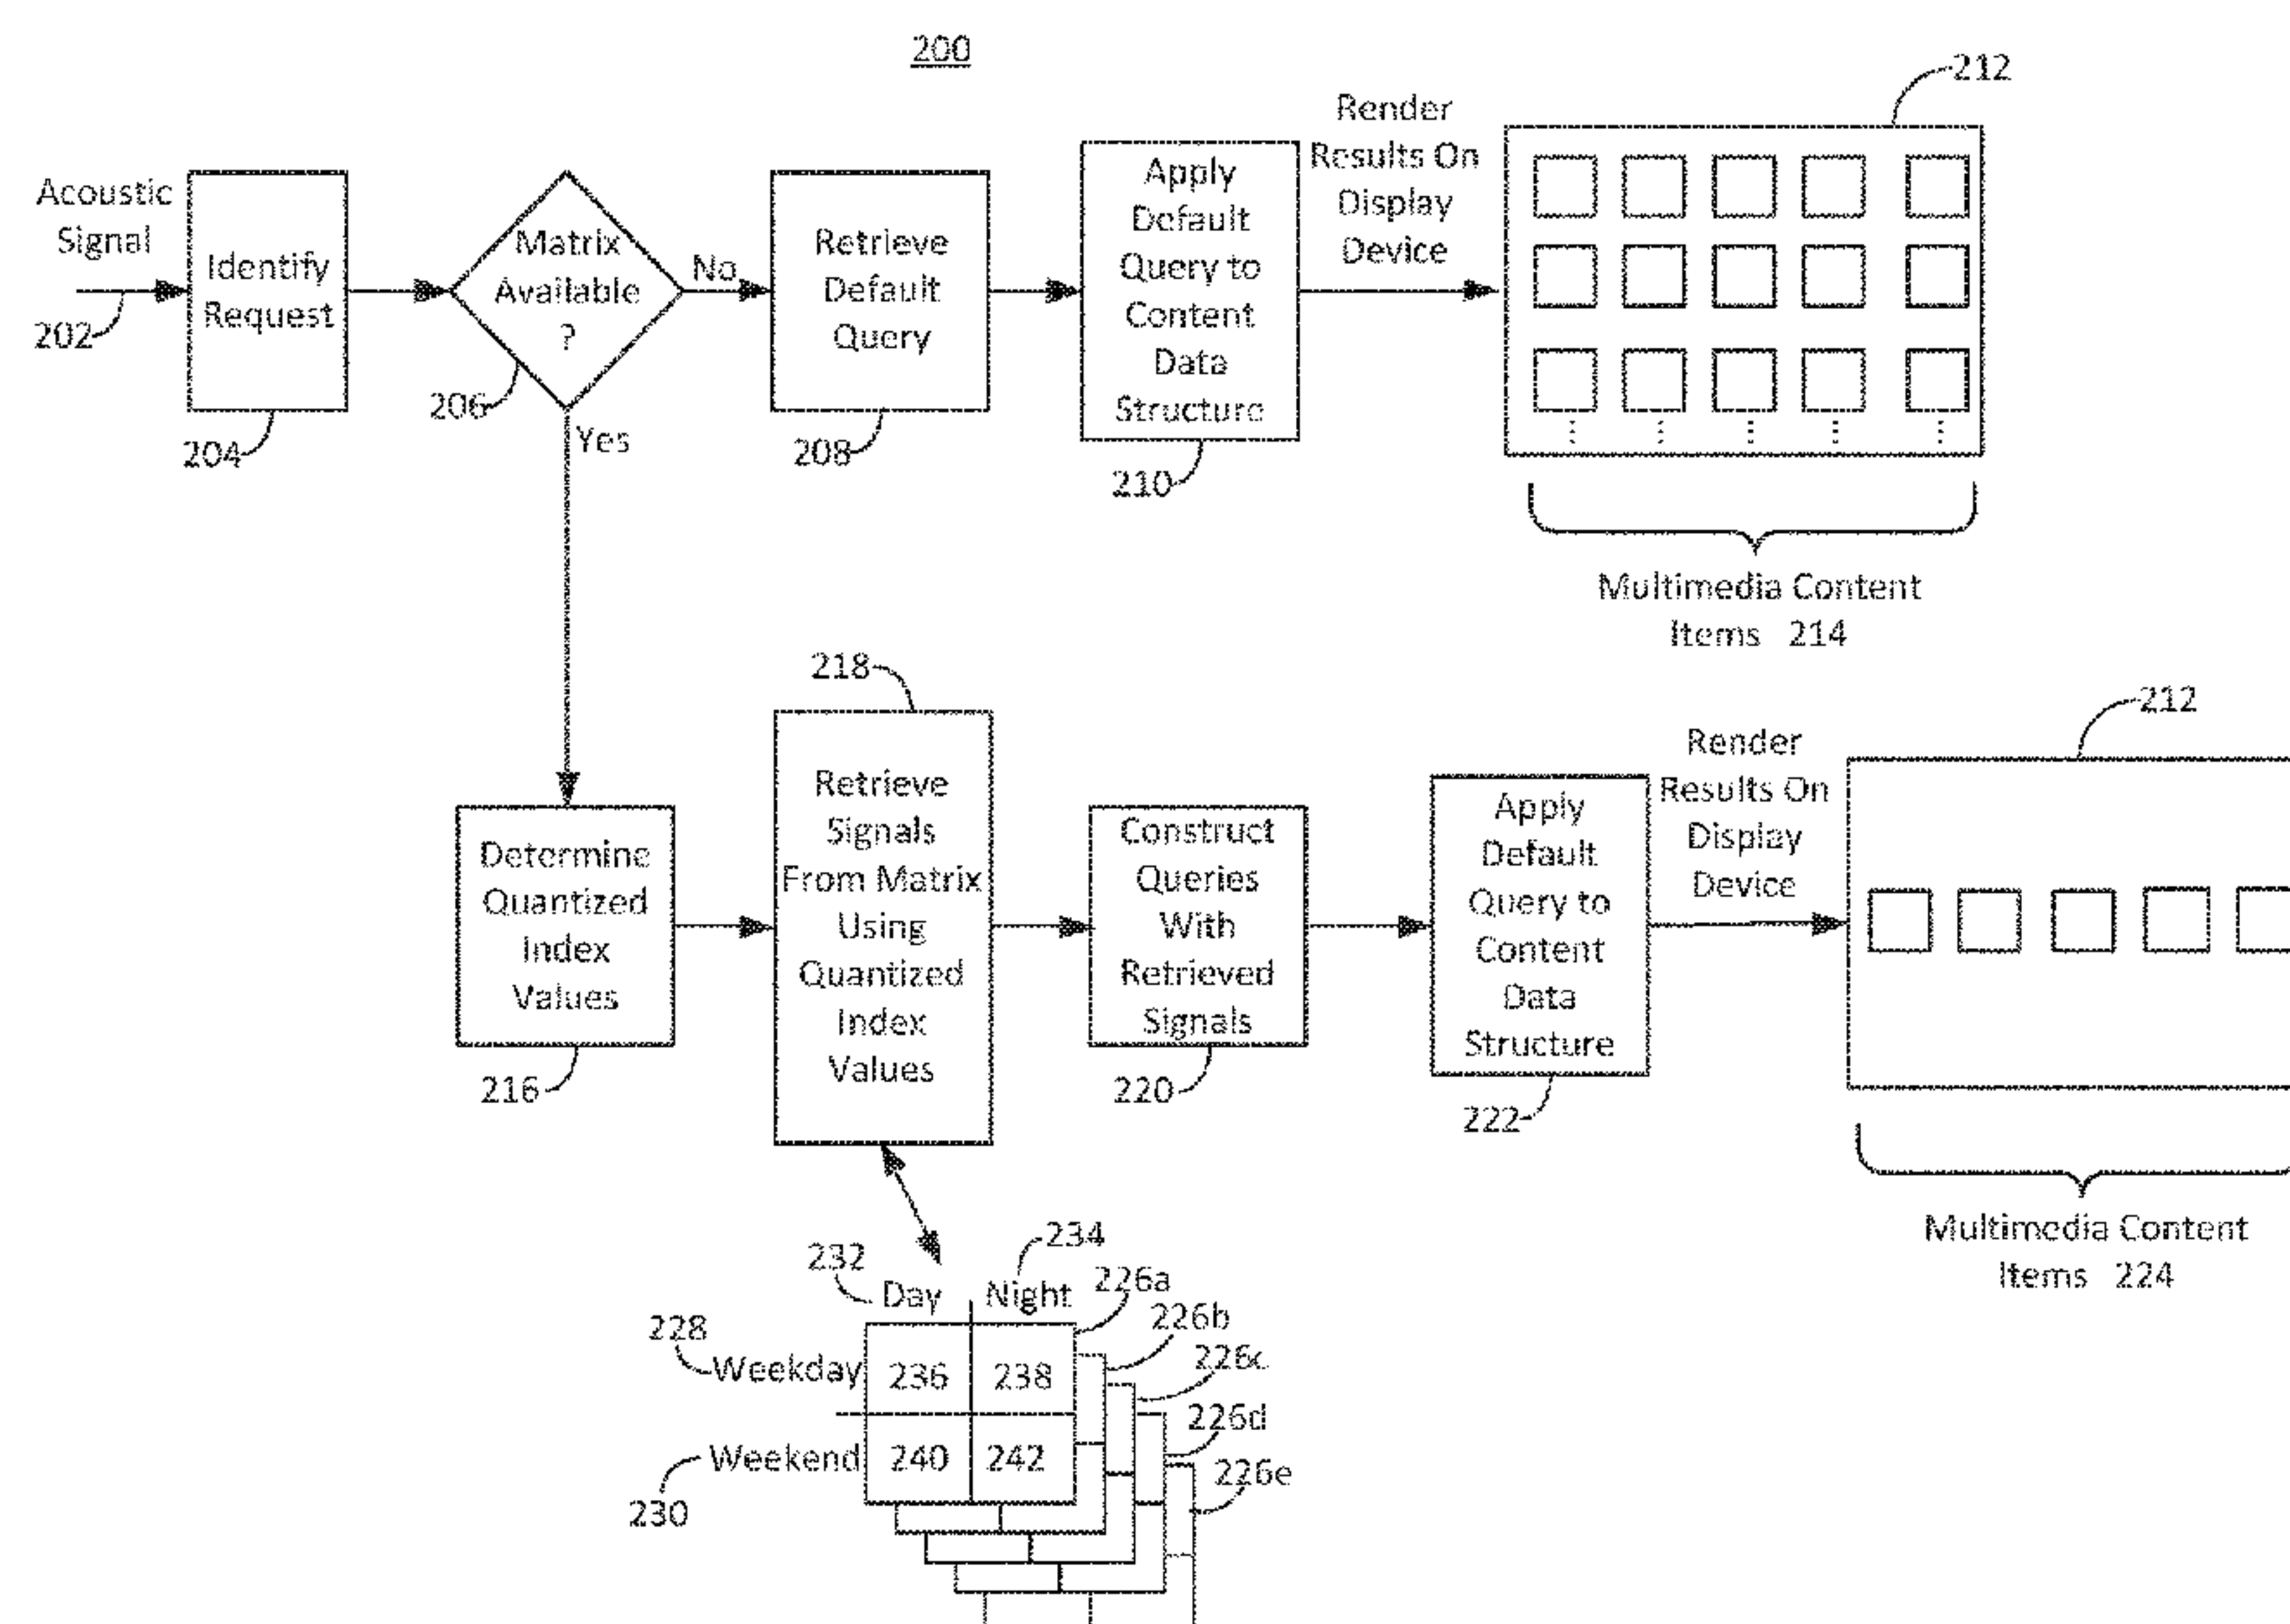 200
212
Acoustic
Signal
202
Identify
Request
204
Matrix
Available
?
206
No
Yes
Retrieve
Default
Query
208
Apply
Default
Query to
Content
Data
Structure
210
Render
Results On
Display
Device
Multimedia Content
Items 214
218
Determine
Quantized
Index
Values
216
Retrieve
Signals
From Matrix
Using
Quantized
Index
Values
Construct
Queries
With
Retrieved
Signals
220
Apply
Default
Query to
Content
Data
Structure
222
Render
Results On
Display
Device
212
Multimedia Content
Items 224
232
234
Day
Night
226a
226b
226c
226d
226e
228
Weekday
236
238
Weekend
240
242
230